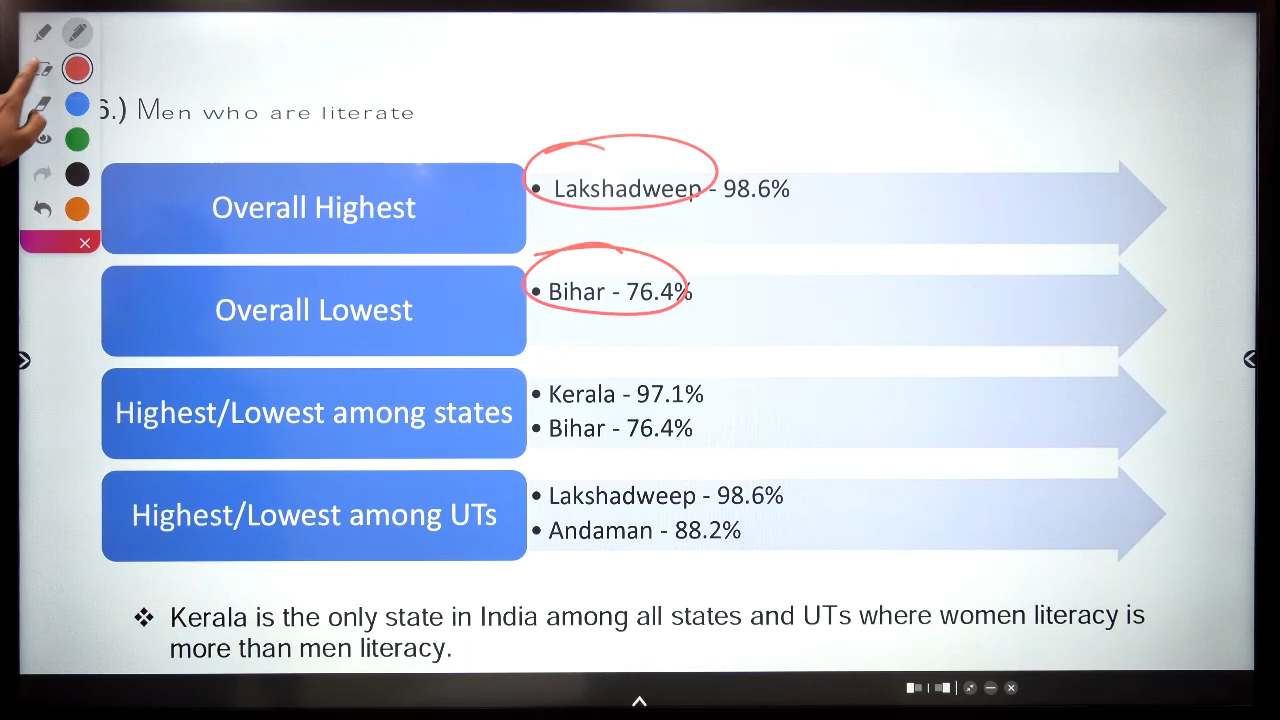 6.) Men who are literate
Overall Highest
• Lakshadweep - 98.6%
Overall Lowest
• Bihar - 76.4%
Highest/Lowest among states
• Kerala - 97.1%
• Bihar - 76.4%
Highest/Lowest among UTs
• Lakshadweep - 98.6%
• Andaman - 88.2%
❖ Kerala is the only state in India among all states and UTs where women literacy is
more than men literacy.